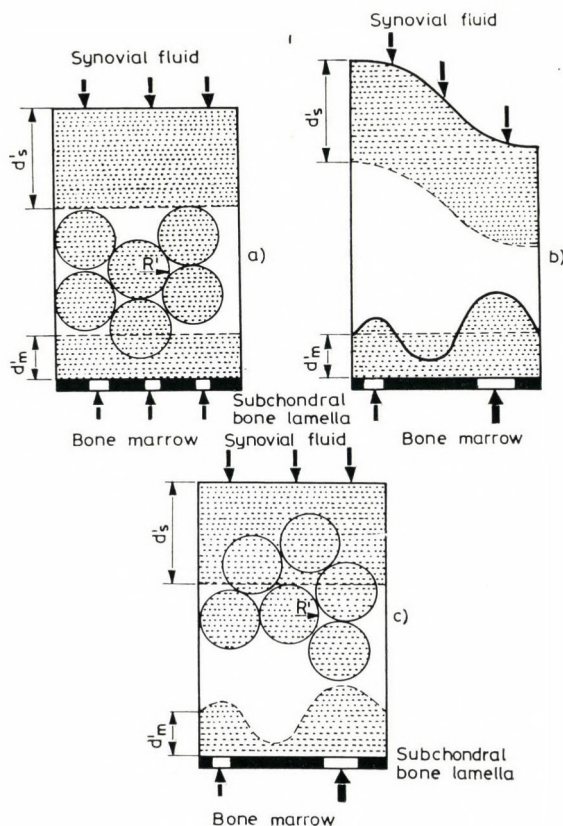 Synovial fluid
d's
R'
a)
d'm
Subchondral
bone lamella
Bone marrow
Synovial fluid
d's
b)
d'm
Bone marrow
Synovial fluid
d's
R'
c)
d'm
Subchondral
bone lamella
Bone marrow